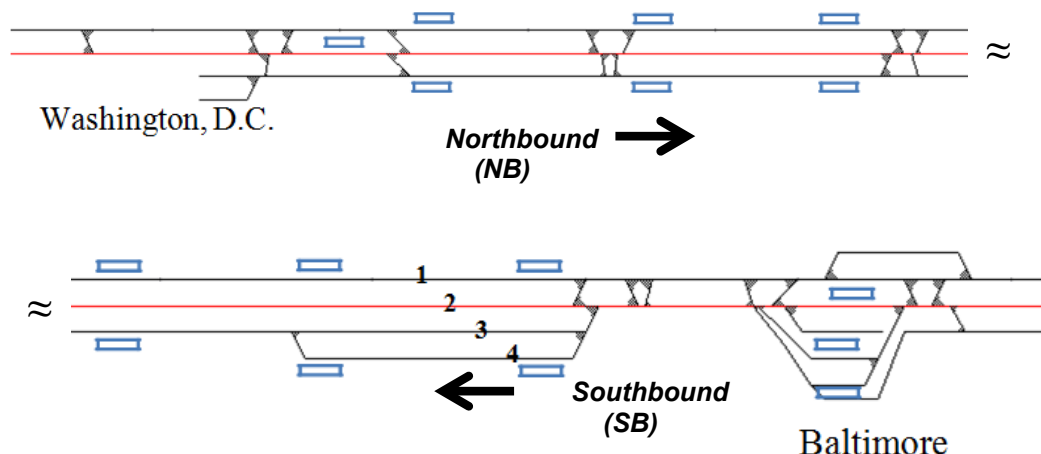 ≈
Washington, D.C.
Northbound
(NB)
≈
1
2
3
4
Southbound
(SB)
Baltimore